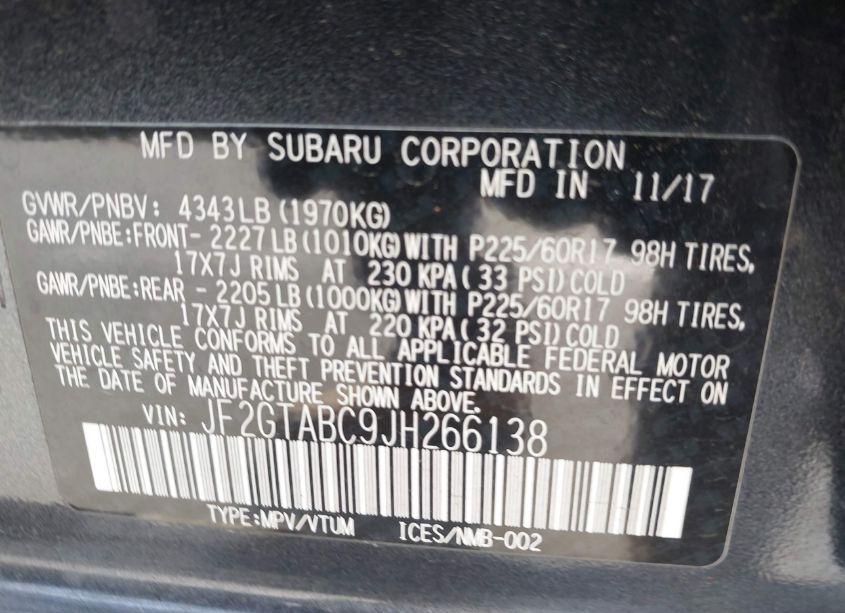 MFD BY SUBARU CORPORATION
MFD IN 11/17
GVWR/PNBV: 4343LB(1970KG)
GAWR/PNBE:FRONT- 2227LB(1010KG)WITH P225/60R17 98H TIRES,
17X7J RIMS AT 230 KPA(33 PSI)COLD
GAWR/PNBE:REAR - 2205LB(1000KG)WITH P225/60R17 98H TIRES,
17X7J RIMS AT 220 KPA(32 PSI)COLD
THIS VEHICLE CONFORMS TO ALL APPLICABLE FEDERAL MOTOR
VEHICLE SAFETY AND THEFT PREVENTION STANDARDS IN EFFECT ON
THE DATE OF MANUFACTURE SHOWN ABOVE.
VIN: JF2GTABC9JH266138
TYPE:MPV/VTUM ICES/NMB-002